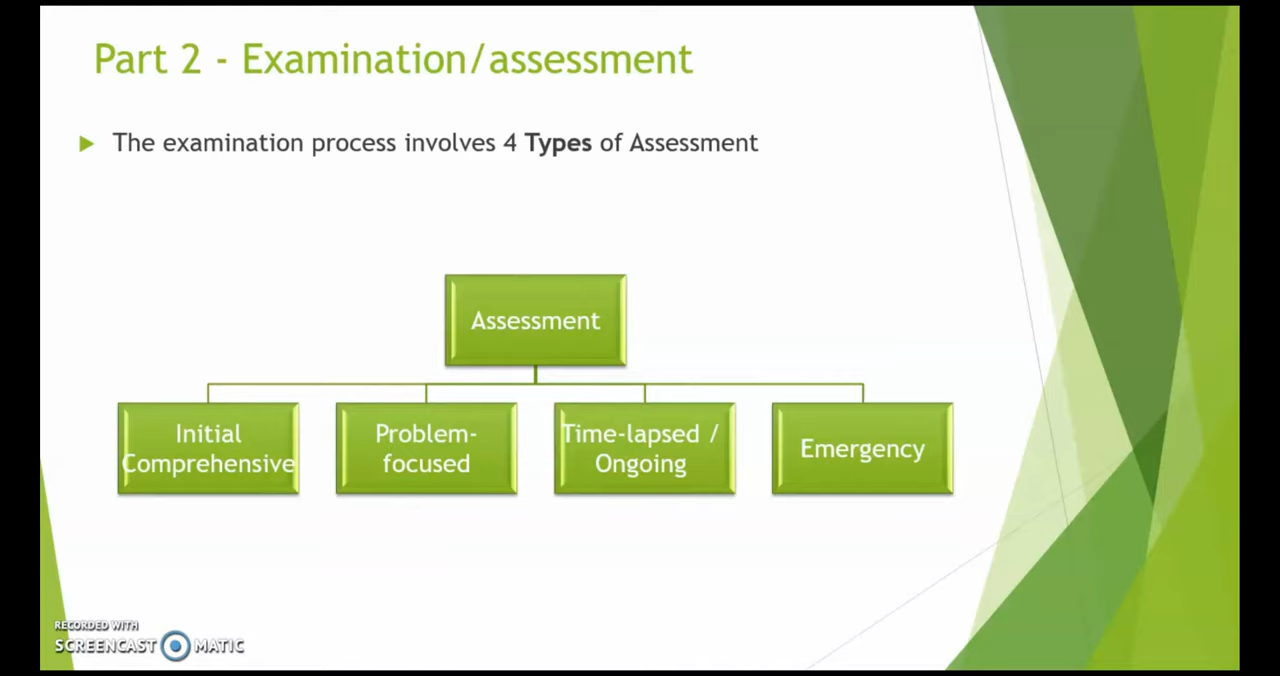 Part 2 - Examination/assessment
The examination process involves 4 Types of Assessment
Assessment
Initial
Comprehensive
Problem-
focused
Time-lapsed /
Ongoing
Emergency
RECORDED WITH
SCREENCAST MATIC